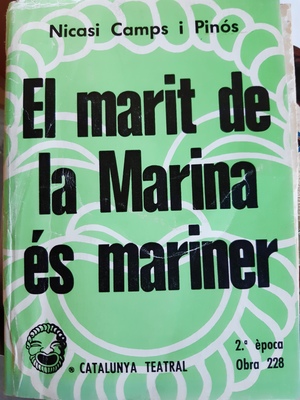 Nicasi Camps i Pinós
El marit de
la Marina
és mariner
2.ª època
® CATALUNYA TEATRAL
Obra 228